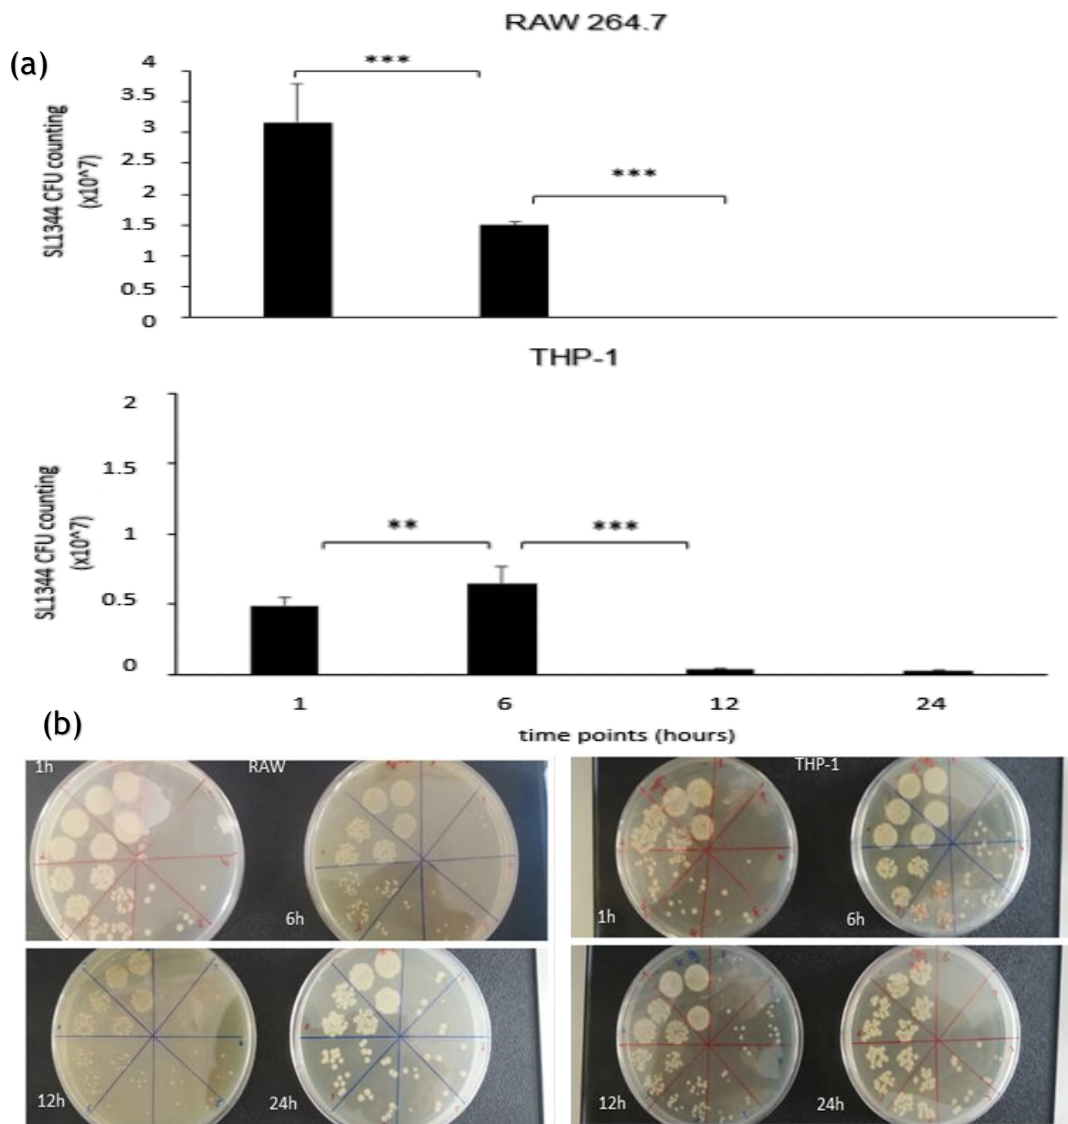 RAW 264.7
(a)
SL1344 CFU counting
(x10^7)
4
3.5
3
2.5
2
1.5
1
0.5
0
***
***
THP-1
SL1344 CFU counting
(x10^7)
2
1.5
1
0.5
0
**
***
1 6 12 24
time points (hours)
(b)
1h RAW
6h
12h 24h
THP-1
1h 6h
12h 24h